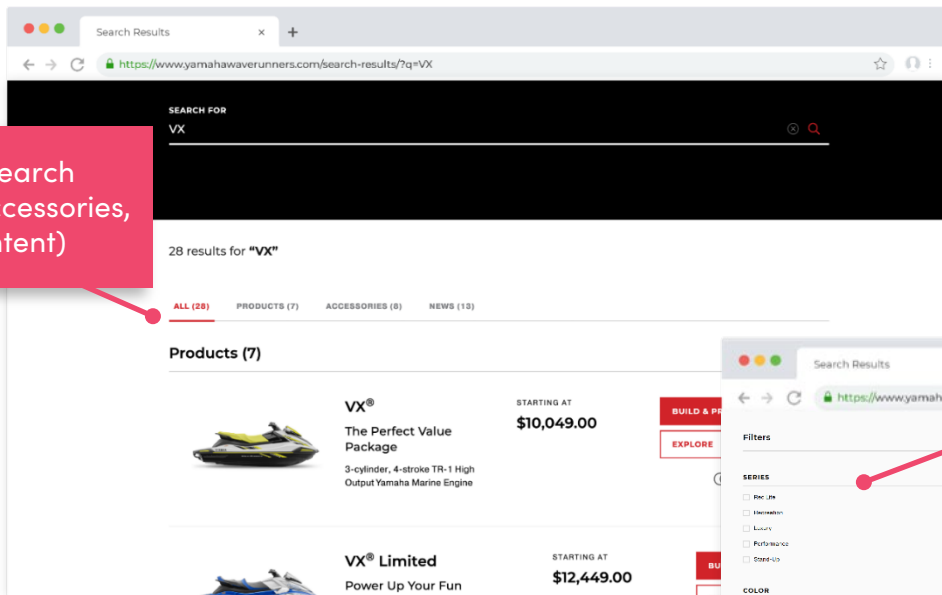 Search Results
https://www.yamahawaverunners.com/search-results/?q=VX
SEARCH FOR
VX
earch
ccessories,
ntent)
28 results for “VX”
ALL (28) PRODUCTS (7) ACCESSORIES (8) NEWS (13)
Products (7)
VX®
The Perfect Value
Package
3-cylinder, 4-stroke TR-1 High
Output Yamaha Marine Engine
STARTING AT
$10,049.00
BUILD & PR
EXPLORE
VX® Limited
Power Up Your Fun
STARTING AT
$12,449.00
BU
Search Results
https://www.yamah
Filters
SERIES
Rec Lite
Recreation
Luxury
Performance
Stand-Up
COLOR